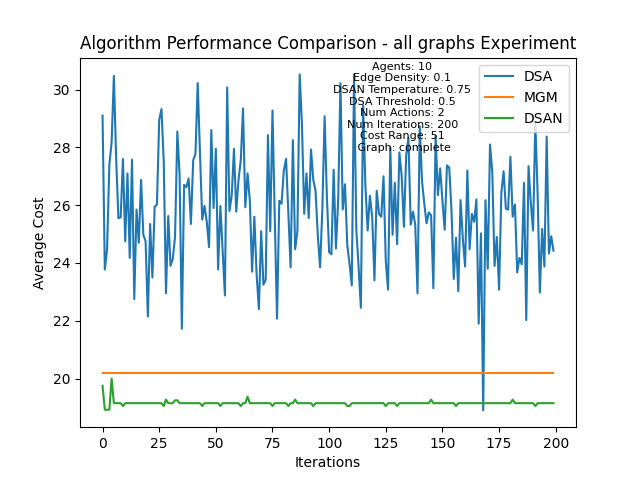 Algorithm Performance Comparison - all graphs Experiment
Agents: 10
Edge Density: 0.1
DSAN Temperature: 0.75
DSA Threshold: 0.5
Num Actions: 2
Num Iterations: 200
Cost Range: 51
Graph: complete
DSA
MGM
DSAN
Average Cost
30
28
26
24
22
20
0 25 50 75 100 125 150 175 200
Iterations